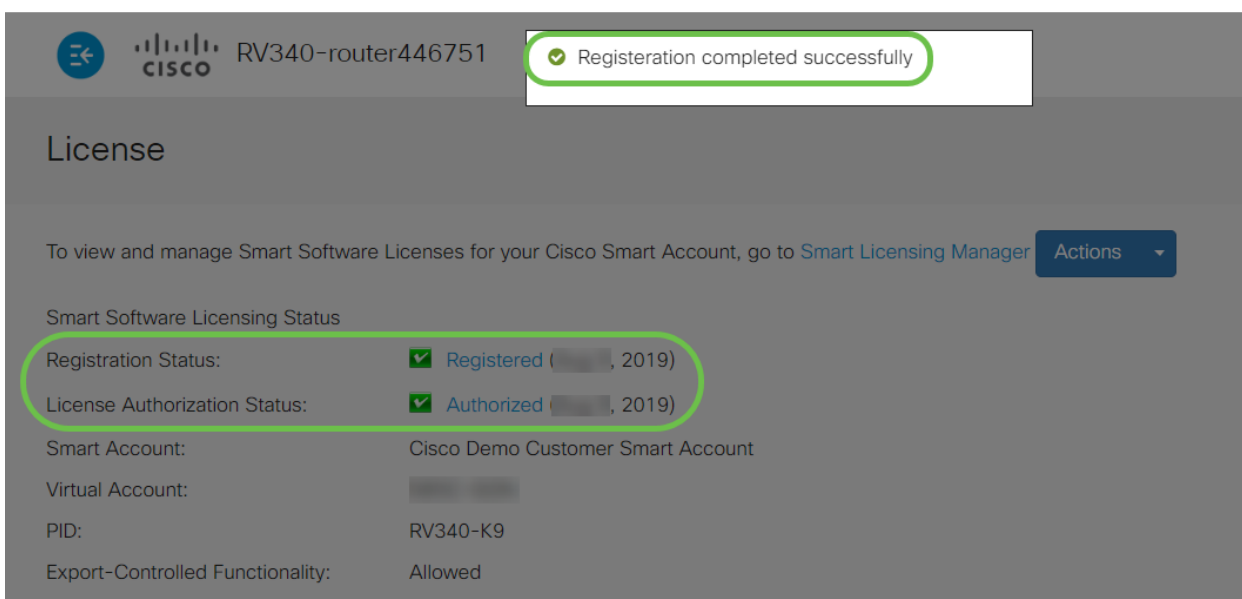 CISCO RV340-router446751
Registeration completed successfully
License
To view and manage Smart Software Licenses for your Cisco Smart Account, go to Smart Licensing Manager Actions
Smart Software Licensing Status
Registration Status: Registered ( , 2019)
License Authorization Status: Authorized ( , 2019)
Smart Account: Cisco Demo Customer Smart Account
Virtual Account:
PID: RV340-K9
Export-Controlled Functionality: Allowed